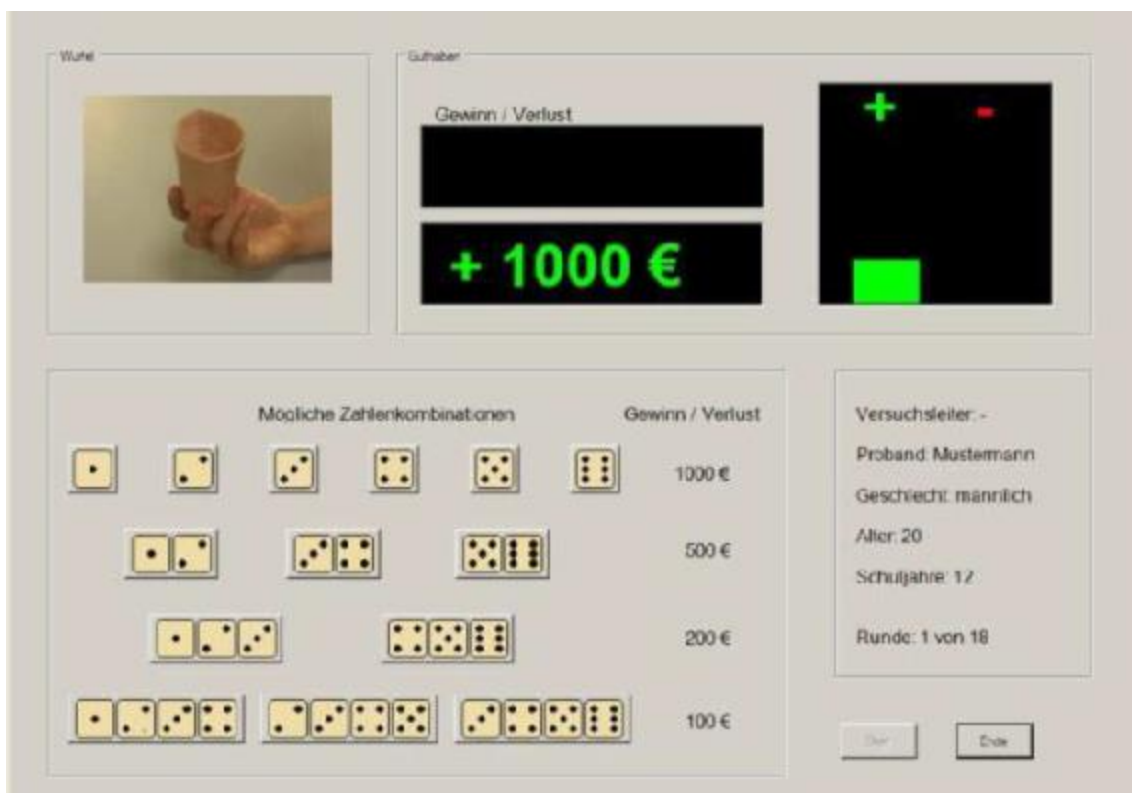 Würfel
Guthaben
Gewinn / Verlust
+ -
+ 1000 €
Mögliche Zahlenkombinationen
Gewinn / Verlust
1000 €
500 €
200 €
100 €
Versuchsleiter: -
Proband: Mustermann
Geschlecht: männlich
Alter: 20
Schuljahre: 12
Runde: 1 von 18
Ende